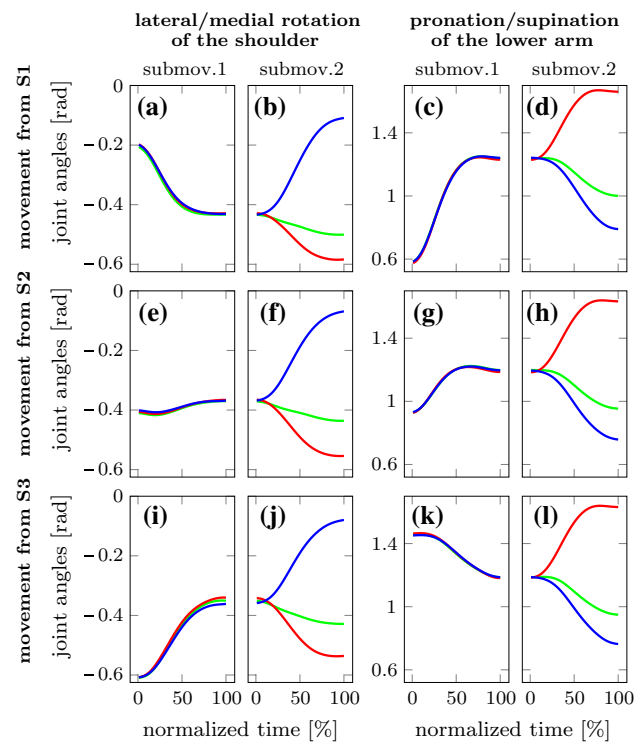 lateral/medial rotation of the shoulder
pronation/supination of the lower arm
submov.1 submov.2 submov.1 submov.2
movement from S1
joint angles [rad]
0 −0.2 −0.4 −0.6
(a) (b)
1.4 1 0.6
(c) (d)
movement from S2
joint angles [rad]
0 −0.2 −0.4 −0.6
(e) (f)
1.4 1 0.6
(g) (h)
movement from S3
joint angles [rad]
0 −0.2 −0.4 −0.6
(i) (j)
1.4 1 0.6
(k) (l)
0 50 100 0 50 100 0 50 100 0 50 100
normalized time [%] normalized time [%]